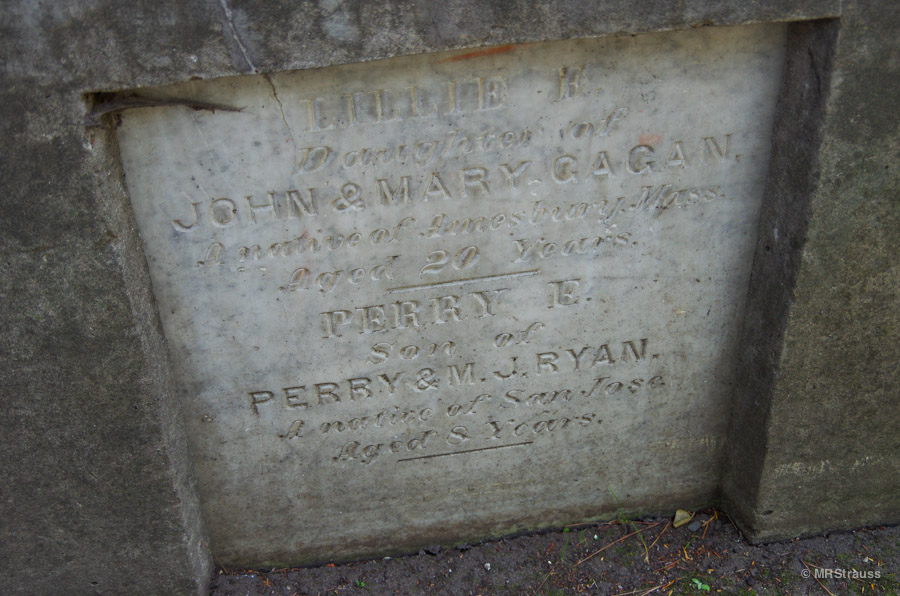 LILLIE E.
Daughter of
JOHN & MARY. GAGAN.
A native of Amesbury. Mass.
Aged 20 Years.
PERRY E.
Son of
PERRY & M. J. RYAN.
A native of San Jose
Aged 8 Years.
© MRStrauss